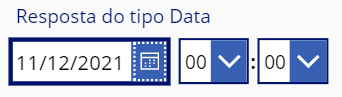 Resposta do tipo Data
11/12/2021 00 : 00